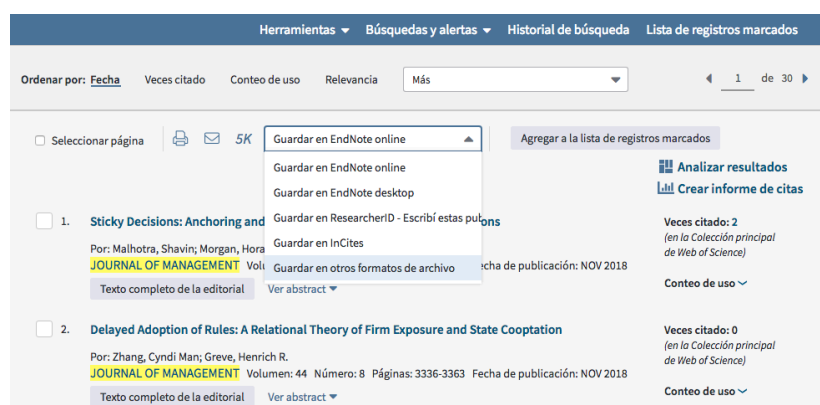 Herramientas Búsquedas y alertas Historial de búsqueda Lista de registros marcados
Ordenar por: Fecha Veces citado Conteo de uso Relevancia Más 1 de 30
Seleccionar página 5K Guardar en EndNote online Agregar a la lista de registros marcados
Guardar en EndNote online
Guardar en EndNote desktop
Guardar en ResearcherID - Escribí estas
Guardar en InCites
Guardar en otros formatos de archivo
Analizar resultados
Crear informe de citas
1. Sticky Decisions: Anchoring and
Por: Malhotra, Shavin; Morgan,
JOURNAL OF MANAGEMENT Fecha de publicación: NOV 2018
Texto completo de la editorial Ver abstract
Veces citado: 2
(en la Colección principal
de Web of Science)
Conteo de uso
2. Delayed Adoption of Rules: A Relational Theory of Firm Exposure and State Cooptation
Por: Zhang, Cyndi Man; Greve, Henrich R.
JOURNAL OF MANAGEMENT Volumen: 44 Número: 8 Páginas: 3336-3363 Fecha de publicación: NOV 2018
Texto completo de la editorial Ver abstract
Veces citado: 0
(en la Colección principal
de Web of Science)
Conteo de uso